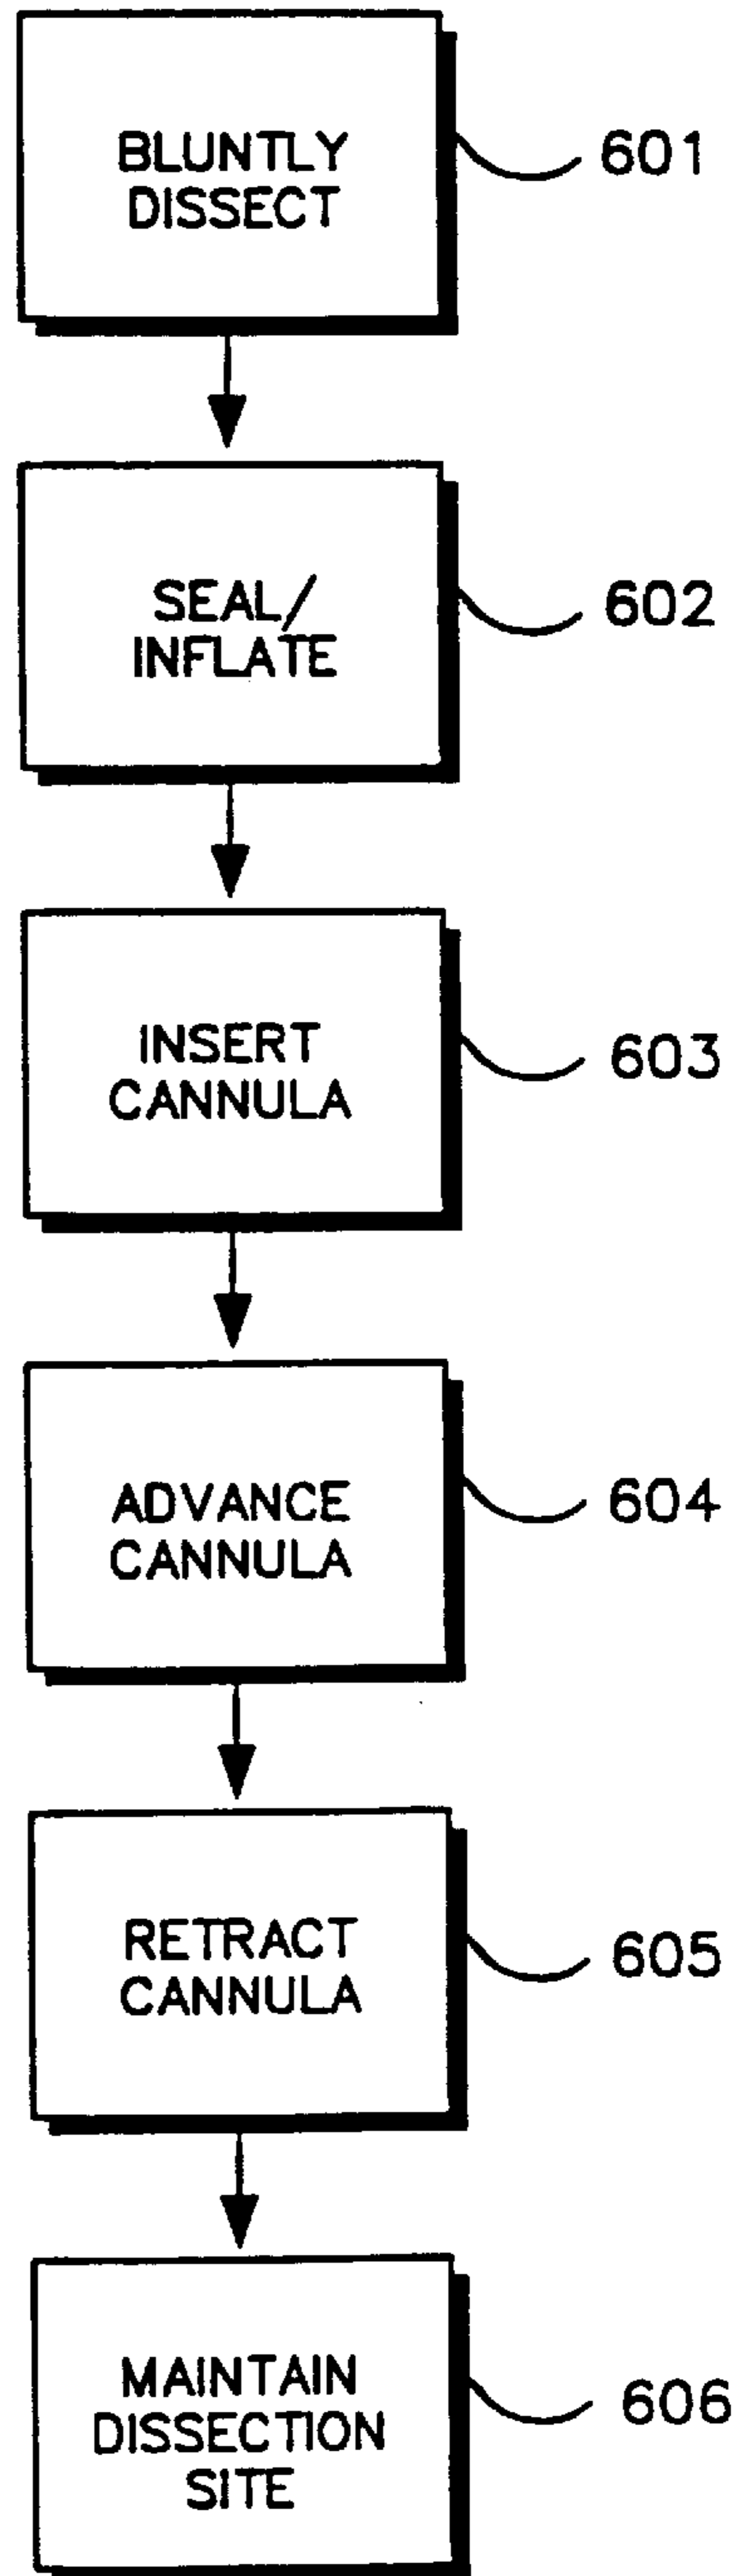 BLUNTLY
DISSECT
601
SEAL/
INFLATE
602
INSERT
CANNULA
603
ADVANCE
CANNULA
604
RETRACT
CANNULA
605
MAINTAIN
DISSECTION
SITE
606